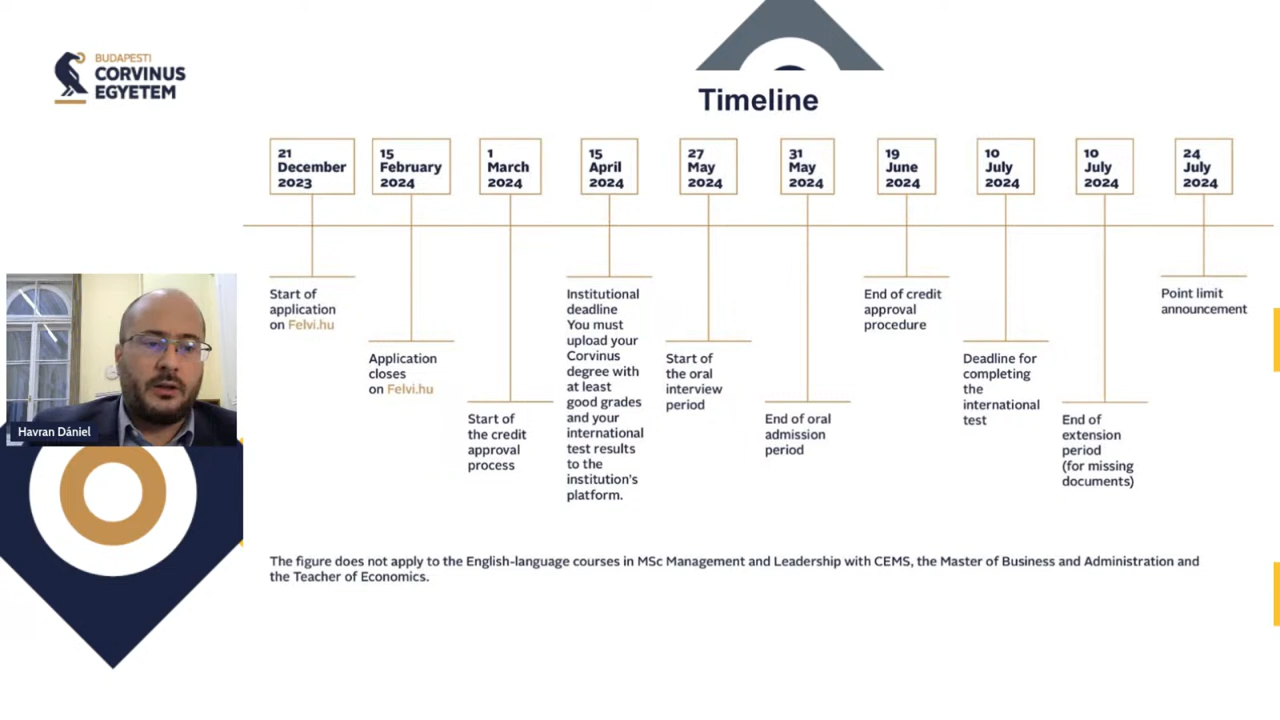 BUDAPESTI
CORVINUS
EGYETEM
Timeline
21
December
2023
15
February
2024
1
March
2024
15
April
2024
27
May
2024
31
May
2024
19
June
2024
10
July
2024
10
July
2024
24
July
2024
Start of
application
on Felvi.hu
Application
closes
on Felvi.hu
Start of
the credit
approval
process
Institutional
deadline
You must
upload your
Corvinus
degree with
at least
good grades
and your
international
test results
to the
institution's
platform.
Start of
the oral
interview
period
End of oral
admission
period
End of credit
approval
procedure
Deadline for
completing
the
international
test
End of
extension
period
(for missing
documents)
Point limit
announcement
Havran Dániel
The figure does not apply to the English-language courses in MSc Management and Leadership with CEMS, the Master of Business and Administration and
the Teacher of Economics.